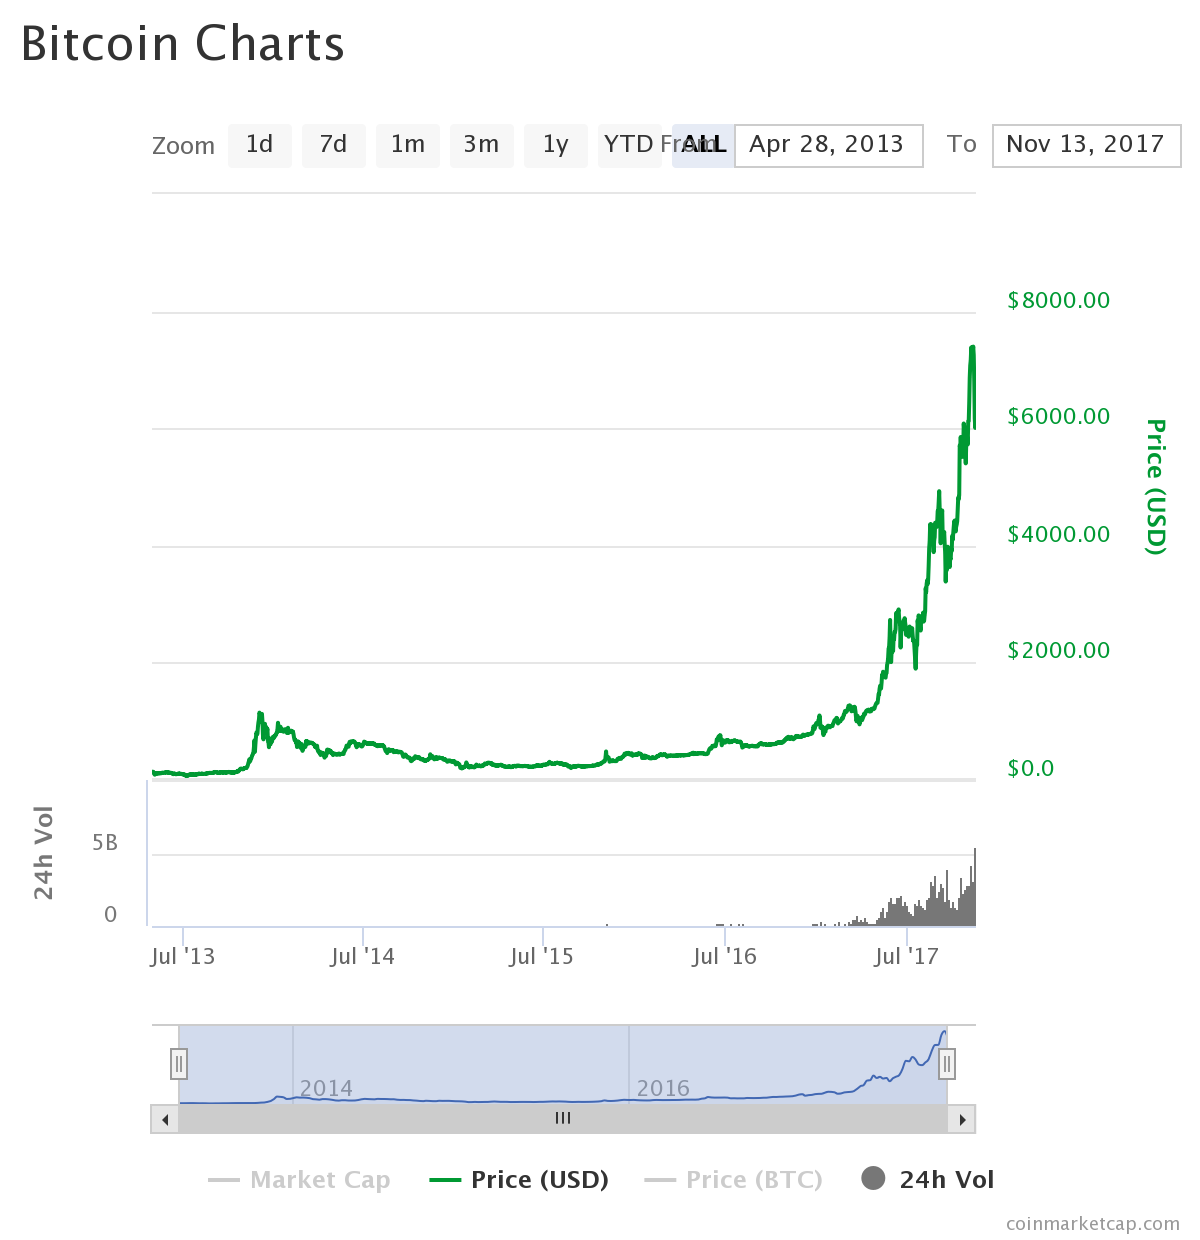 Bitcoin Charts
Zoom 1d 7d 1m 3m 1y YTD ALL From Apr 28, 2013 To Nov 13, 2017
$8000.00
$6000.00
$4000.00
$2000.00
$0.0
Price (USD)
24h Vol
5B
0
Jul '13 Jul '14 Jul '15 Jul '16 Jul '17
2014 2016
Market Cap Price (USD) Price (BTC) 24h Vol
coinmarketcap.com